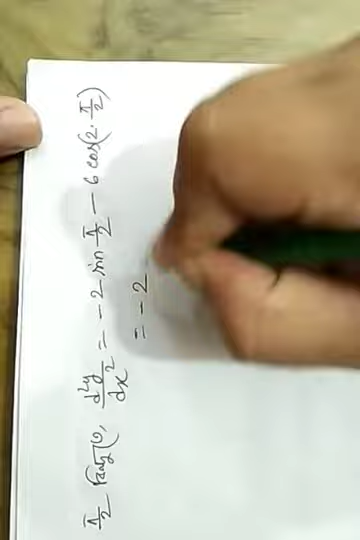 π/2 বিন্দুতে, d²y/dx² = -2 sin π/2 - 6 cos(2·π/2)
= -2